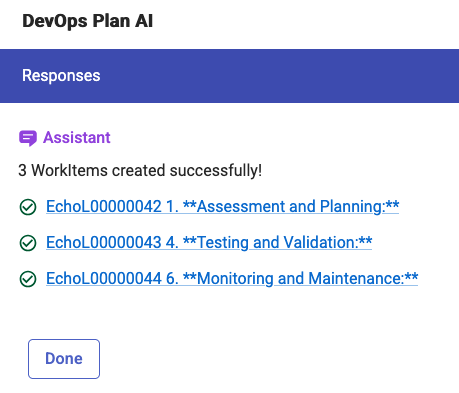 DevOps Plan AI
Responses
Assistant
3 WorkItems created successfully!
EchoL00000042 1. **Assessment and Planning:**
EchoL00000043 4. **Testing and Validation:**
EchoL00000044 6. **Monitoring and Maintenance:**
Done